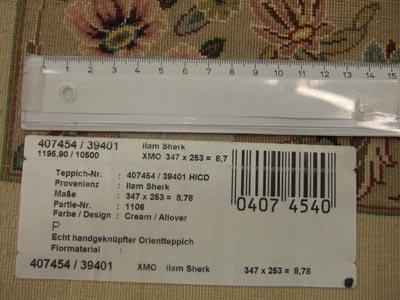 1 2 3 4 5 6 7 8 9 10 11 12 13 14 15
407454 / 39401 Ilam Sherk
1195,90 / 10500 XMO 347 x 253 = 8,7
Teppich-Nr. : 407454 / 39401 HICD
Provenienz : Ilam Sherk
Maße : 347 x 253 = 8,78
Partie-Nr. : 1106
Farbe / Design : Cream / Allover
P
Echt handgeknüpfter Orientteppich
Flormaterial :
0407 4540
407454 / 39401 XMO Ilam Sherk 347 x 253 = 8,78